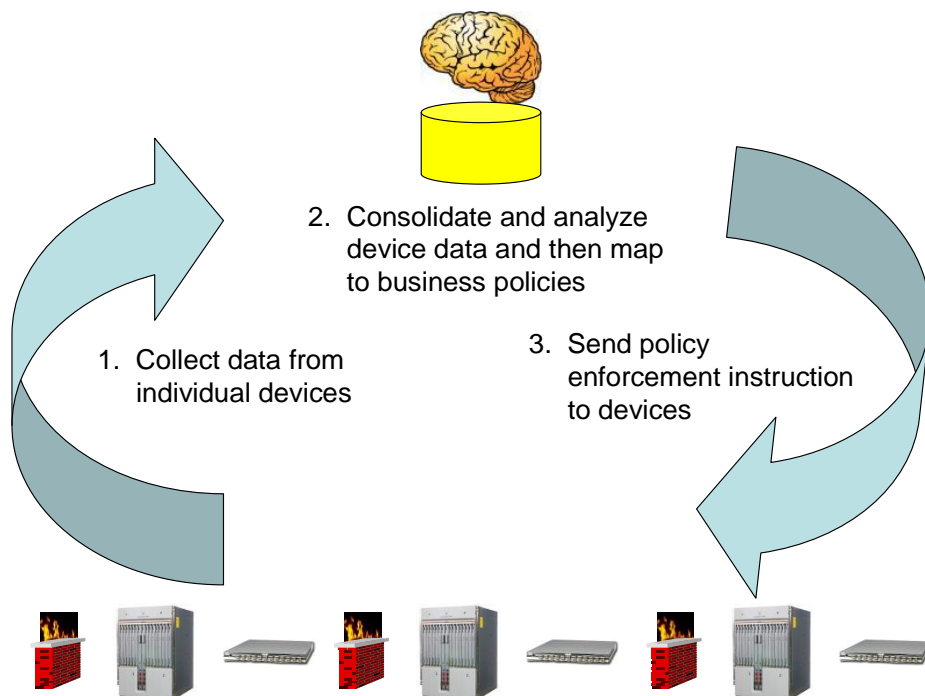 2. Consolidate and analyze
device data and then map
to business policies
1. Collect data from
individual devices
3. Send policy
enforcement instruction
to devices